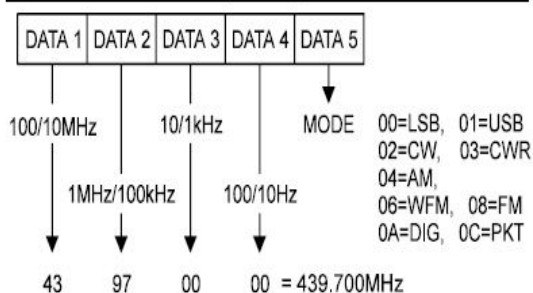 DATA 1 DATA 2 DATA 3 DATA 4 DATA 5
100/10MHz 10/1kHz MODE 00=LSB, 01=USB
02=CW, 03=CWR
04=AM,
1MHz/100kHz 100/10Hz 06=WFM, 08=FM
0A=DIG, 0C=PKT
43 97 00 00 = 439.700MHz